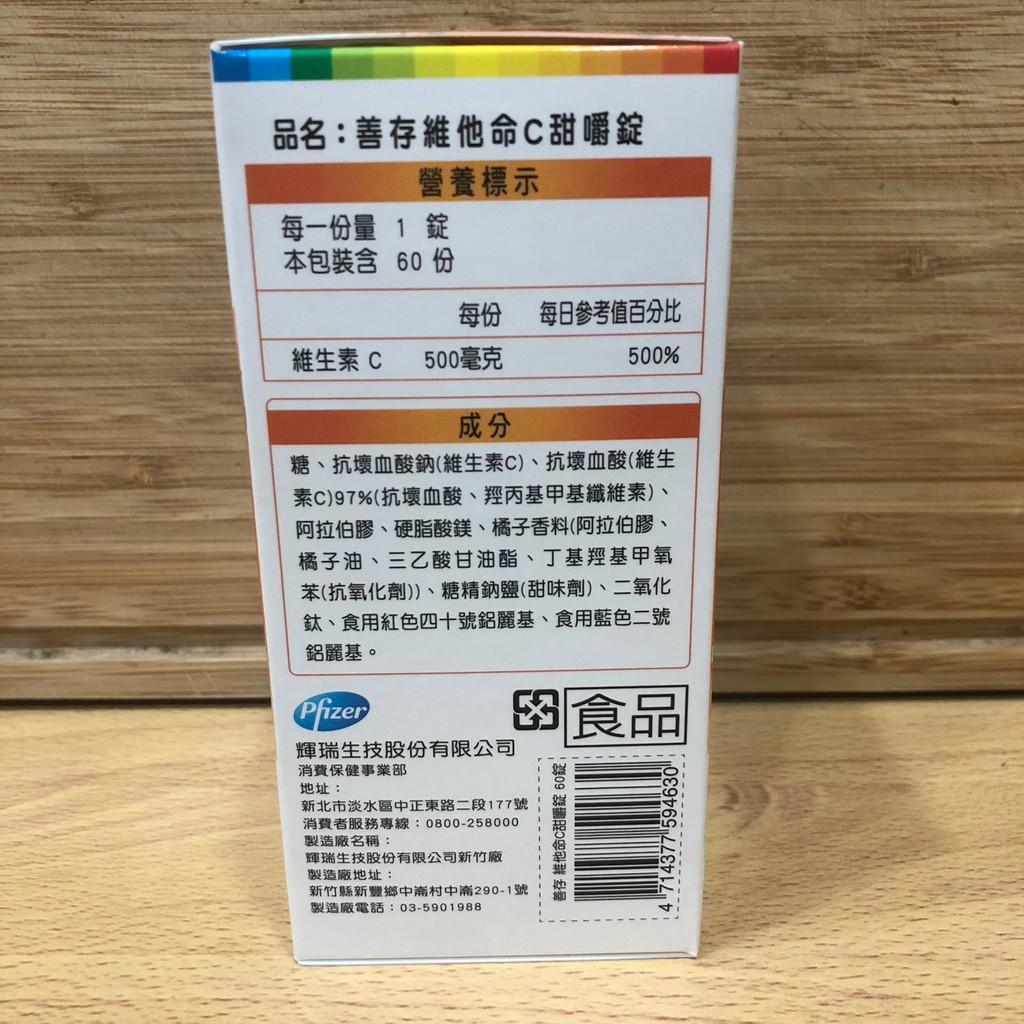 品名：善存維他命C甜嚼錠
營養標示
每一份量 1 錠
本包裝含 60 份
每份 每日參考值百分比
維生素 C 500毫克 500%
成分
糖、抗壞血酸鈉(維生素C)、抗壞血酸(維生
素C)97%(抗壞血酸、羥丙基甲基纖維素)、
阿拉伯膠、硬脂酸鎂、橘子香料(阿拉伯膠、
橘子油、三乙酸甘油酯、丁基羥基甲氧
苯(抗氧化劑))、糖精鈉鹽(甜味劑)、二氧化
鈦、食用紅色四十號鋁麗基、食用藍色二號
鋁麗基。
Pfizer
食品
輝瑞生技股份有限公司
消費保健事業部
地址：
新北市淡水區中正東路二段177號
消費者服務專線：0800-258000
製造廠名稱：
輝瑞生技股份有限公司新竹廠
製造廠地址：
新竹縣新豐鄉中崙村中崙290-1號
製造廠電話：03-5901988
善存 維他命C甜嚼錠 60錠
4 714377 594630